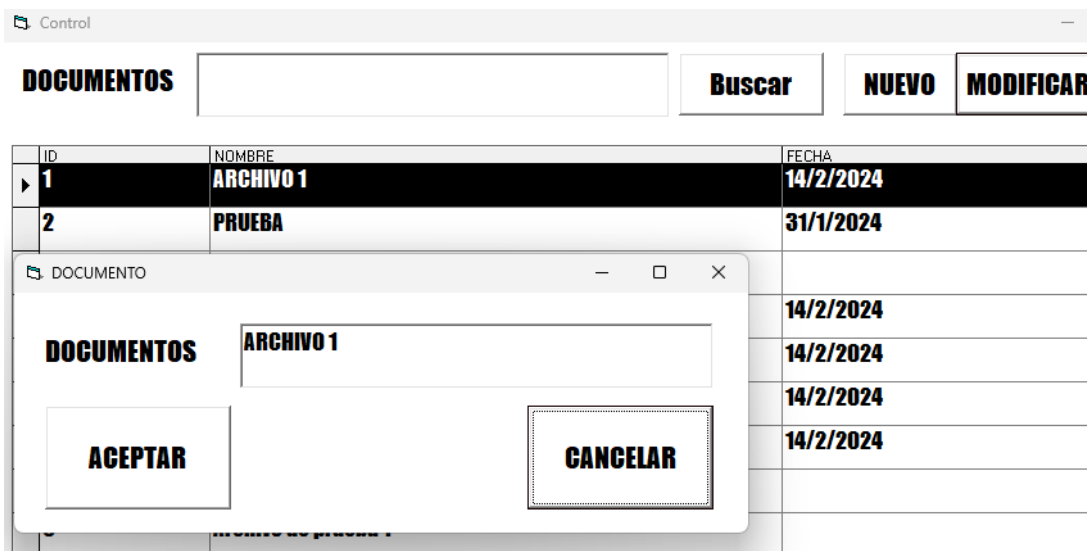 Control
DOCUMENTOS
Buscar
NUEVO
MODIFICAR
ID NOMBRE FECHA
1 ARCHIVO 1 14/2/2024
2 PRUEBA 31/1/2024
DOCUMENTO
14/2/2024
DOCUMENTOS ARCHIVO 1
14/2/2024
14/2/2024
14/2/2024
ACEPTAR CANCELAR